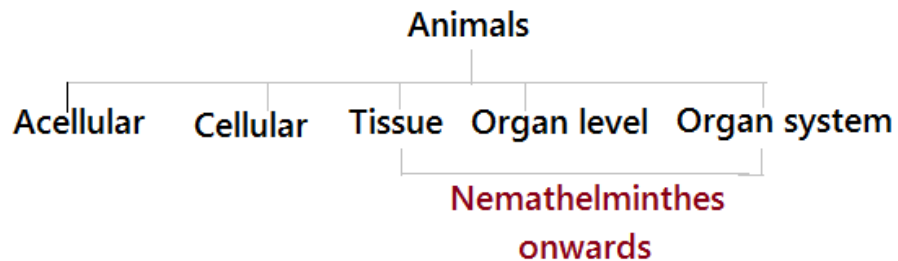 Animals
Acellular Cellular Tissue Organ level Organ system
Nemathelminthes
onwards